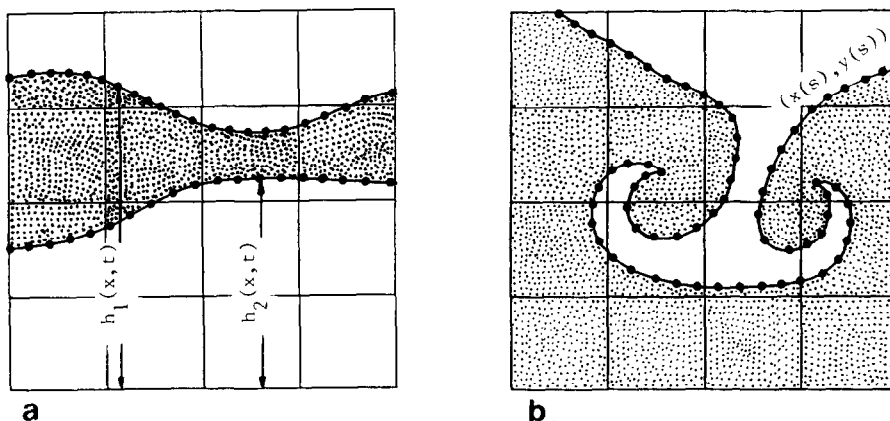 (x(s),y(s))
h₁(x,t)
h₂(x,t)
a
b